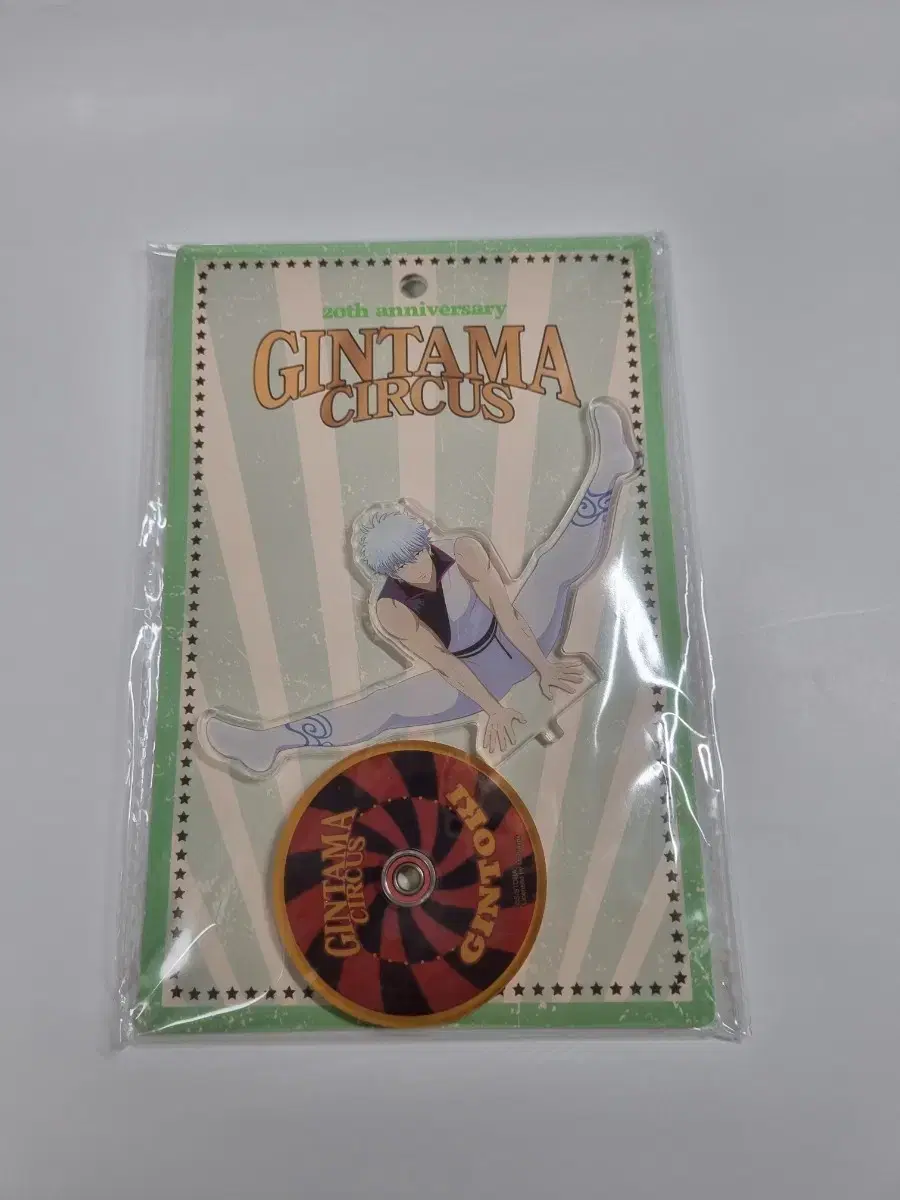 20th anniversary
GINTAMA
CIRCUS
GINTAMA
CIRCUS
GINTOKI